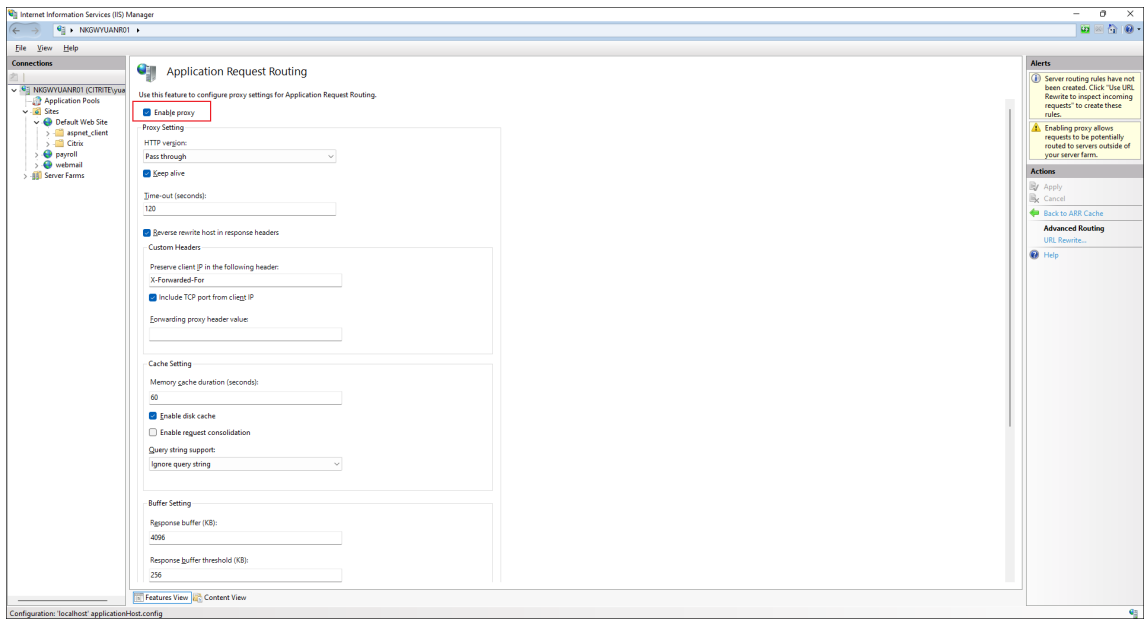 Internet Information Services (IIS) Manager
NKGWYUANR01
File View Help
Connections
NKGWYUANR01 (CITRITE\yua
Application Pools
Sites
Default Web Site
aspnet_client
Citrix
payroll
webmail
Server Farms
Application Request Routing
Use this feature to configure proxy settings for Application Request Routing.
Enable proxy
Proxy Setting
HTTP version:
Pass through
Keep alive
Time-out (seconds):
120
Reverse rewrite host in response headers
Custom Headers
Preserve client IP in the following header:
X-Forwarded-For
Include TCP port from client IP
Forwarding proxy header value:
Cache Setting
Memory cache duration (seconds):
60
Enable disk cache
Enable request consolidation
Query string support:
Ignore query string
Buffer Setting
Response buffer (KB):
4096
Response buffer threshold (KB):
256
Features View Content View
Alerts
Server routing rules have not
been created. Click "Use URL
Rewrite to inspect incoming
requests" to create these
rules.
Enabling proxy allows
requests to be potentially
routed to servers outside of
your server farm.
Actions
Apply
Cancel
Back to ARR Cache
Advanced Routing
URL Rewrite...
Help
Configuration: 'localhost' applicationHost.config